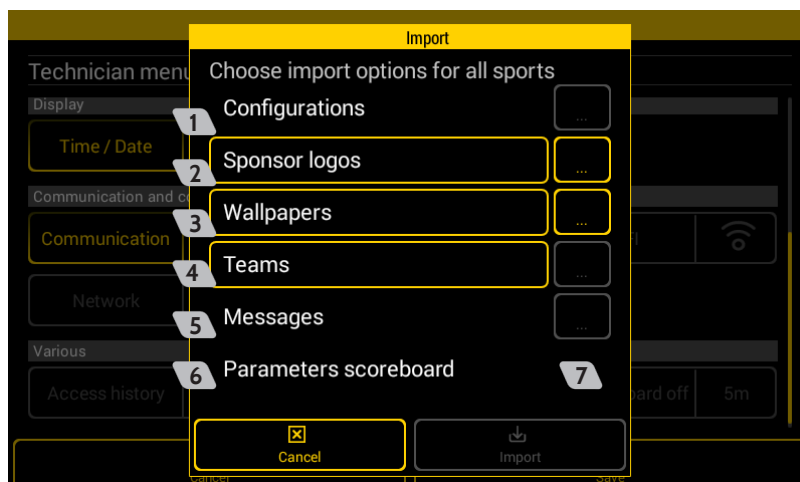 Import
Technician menu
Choose import options for all sports
Display
1
Configurations
...
Time / Date
2
Sponsor logos
...
Communication and co
3
Wallpapers
...
Communication
4
Teams
...
Network
5
Messages
...
Various
6
Parameters scoreboard
7
Access history
oard off
5m
Cancel
Import
Cancel
Save